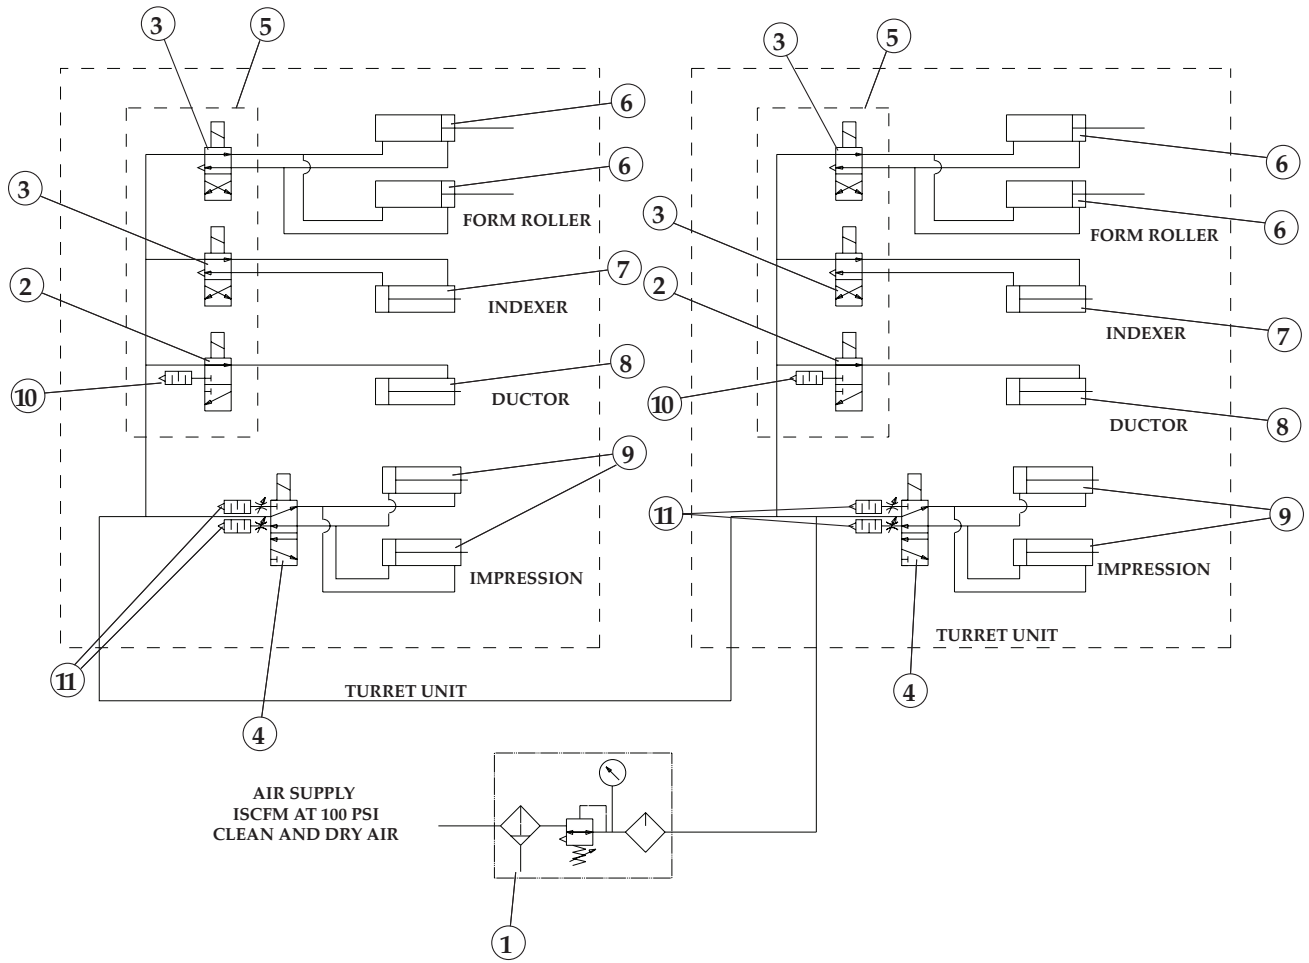 3
5
3
5
6
6
6
3
6
FORM ROLLER
3
6
FORM ROLLER
2
7
2
INDEXER
INDEXER
7
8
10
DUCTOR
10
DUCTOR
8
9
11
9
IMPRESSION
IMPRESSION
TURRET UNIT
11
TURRET UNIT
4
4
AIR SUPPLY
ISCFM AT 100 PSI
CLEAN AND DRY AIR
1